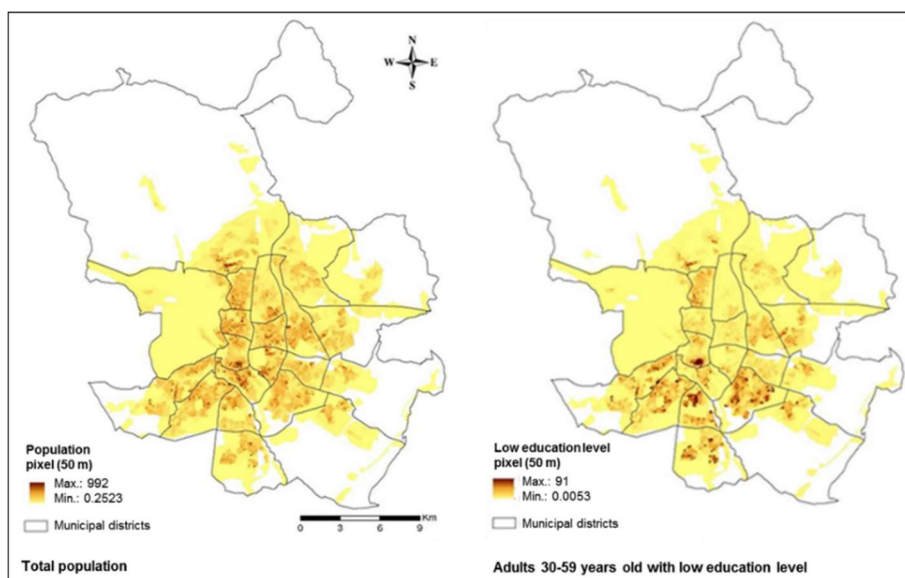 N
W E
S
Population
pixel (50 m)
Max.: 992
Min.: 0.2523
Municipal districts
Km
0 3 6 9
Total population
Low education level
pixel (50 m)
Max.: 91
Min.: 0.0053
Municipal districts
Adults 30-59 years old with low education level